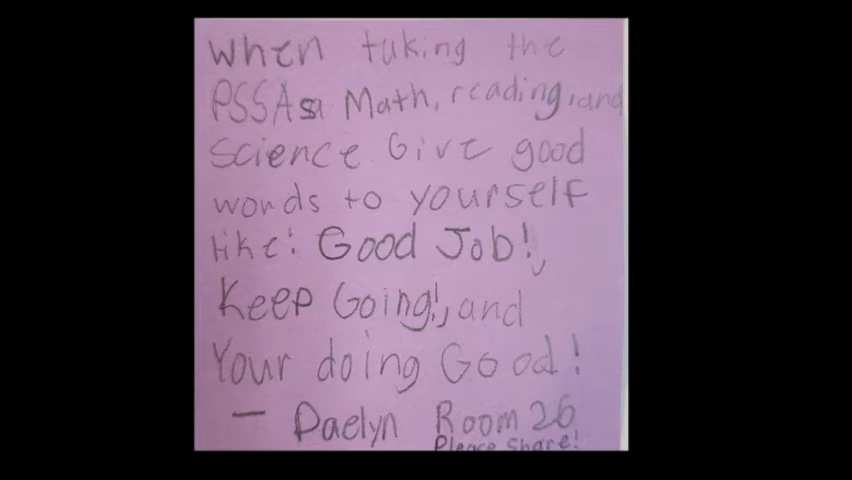 When taking the
PSSAsa Math, reading, and
Science Give good
words to yourself
like: Good Job!,
Keep Going!, and
Your doing Good!
- Daelyn Room 26
Please Share!